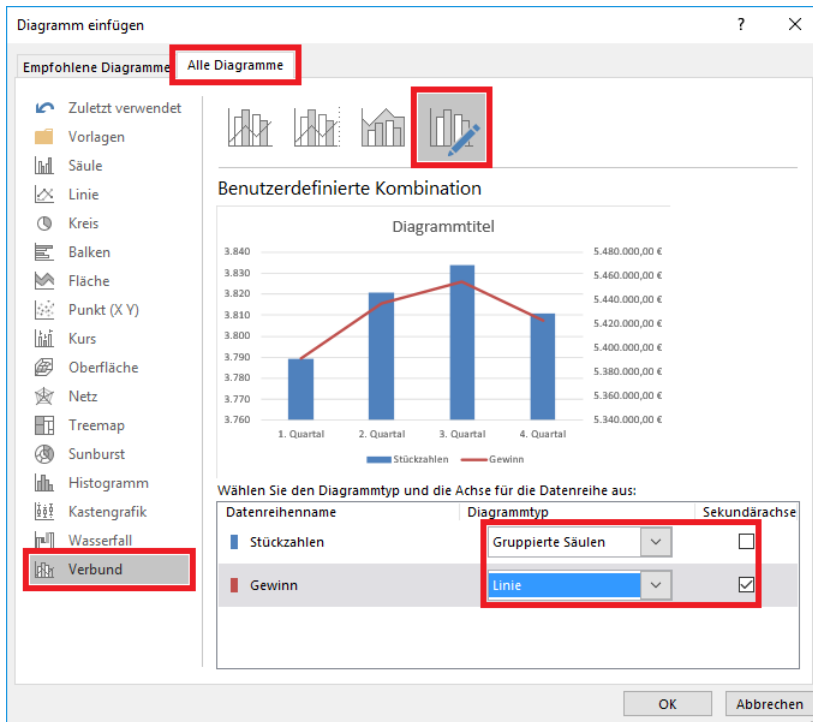 Diagramm einfügen ? ✕
Empfohlene Diagramme Alle Diagramme
Zuletzt verwendet
Vorlagen
Säule
Linie
Kreis
Balken
Fläche
Punkt (X Y)
Kurs
Oberfläche
Netz
Treemap
Sunburst
Histogramm
Kastengrafik
Wasserfall
Verbund
Benutzerdefinierte Kombination
Diagrammtitel
3.840
3.830
3.820
3.810
3.800
3.790
3.780
3.770
3.760
5.480.000,00 €
5.460.000,00 €
5.440.000,00 €
5.420.000,00 €
5.400.000,00 €
5.380.000,00 €
5.360.000,00 €
5.340.000,00 €
1. Quartal 2. Quartal 3. Quartal 4. Quartal
Stückzahlen Gewinn
Wählen Sie den Diagrammtyp und die Achse für die Datenreihe aus:
Datenreihenname Diagrammtyp Sekundärachse
Stückzahlen Gruppierte Säulen
Gewinn Linie
OK Abbrechen